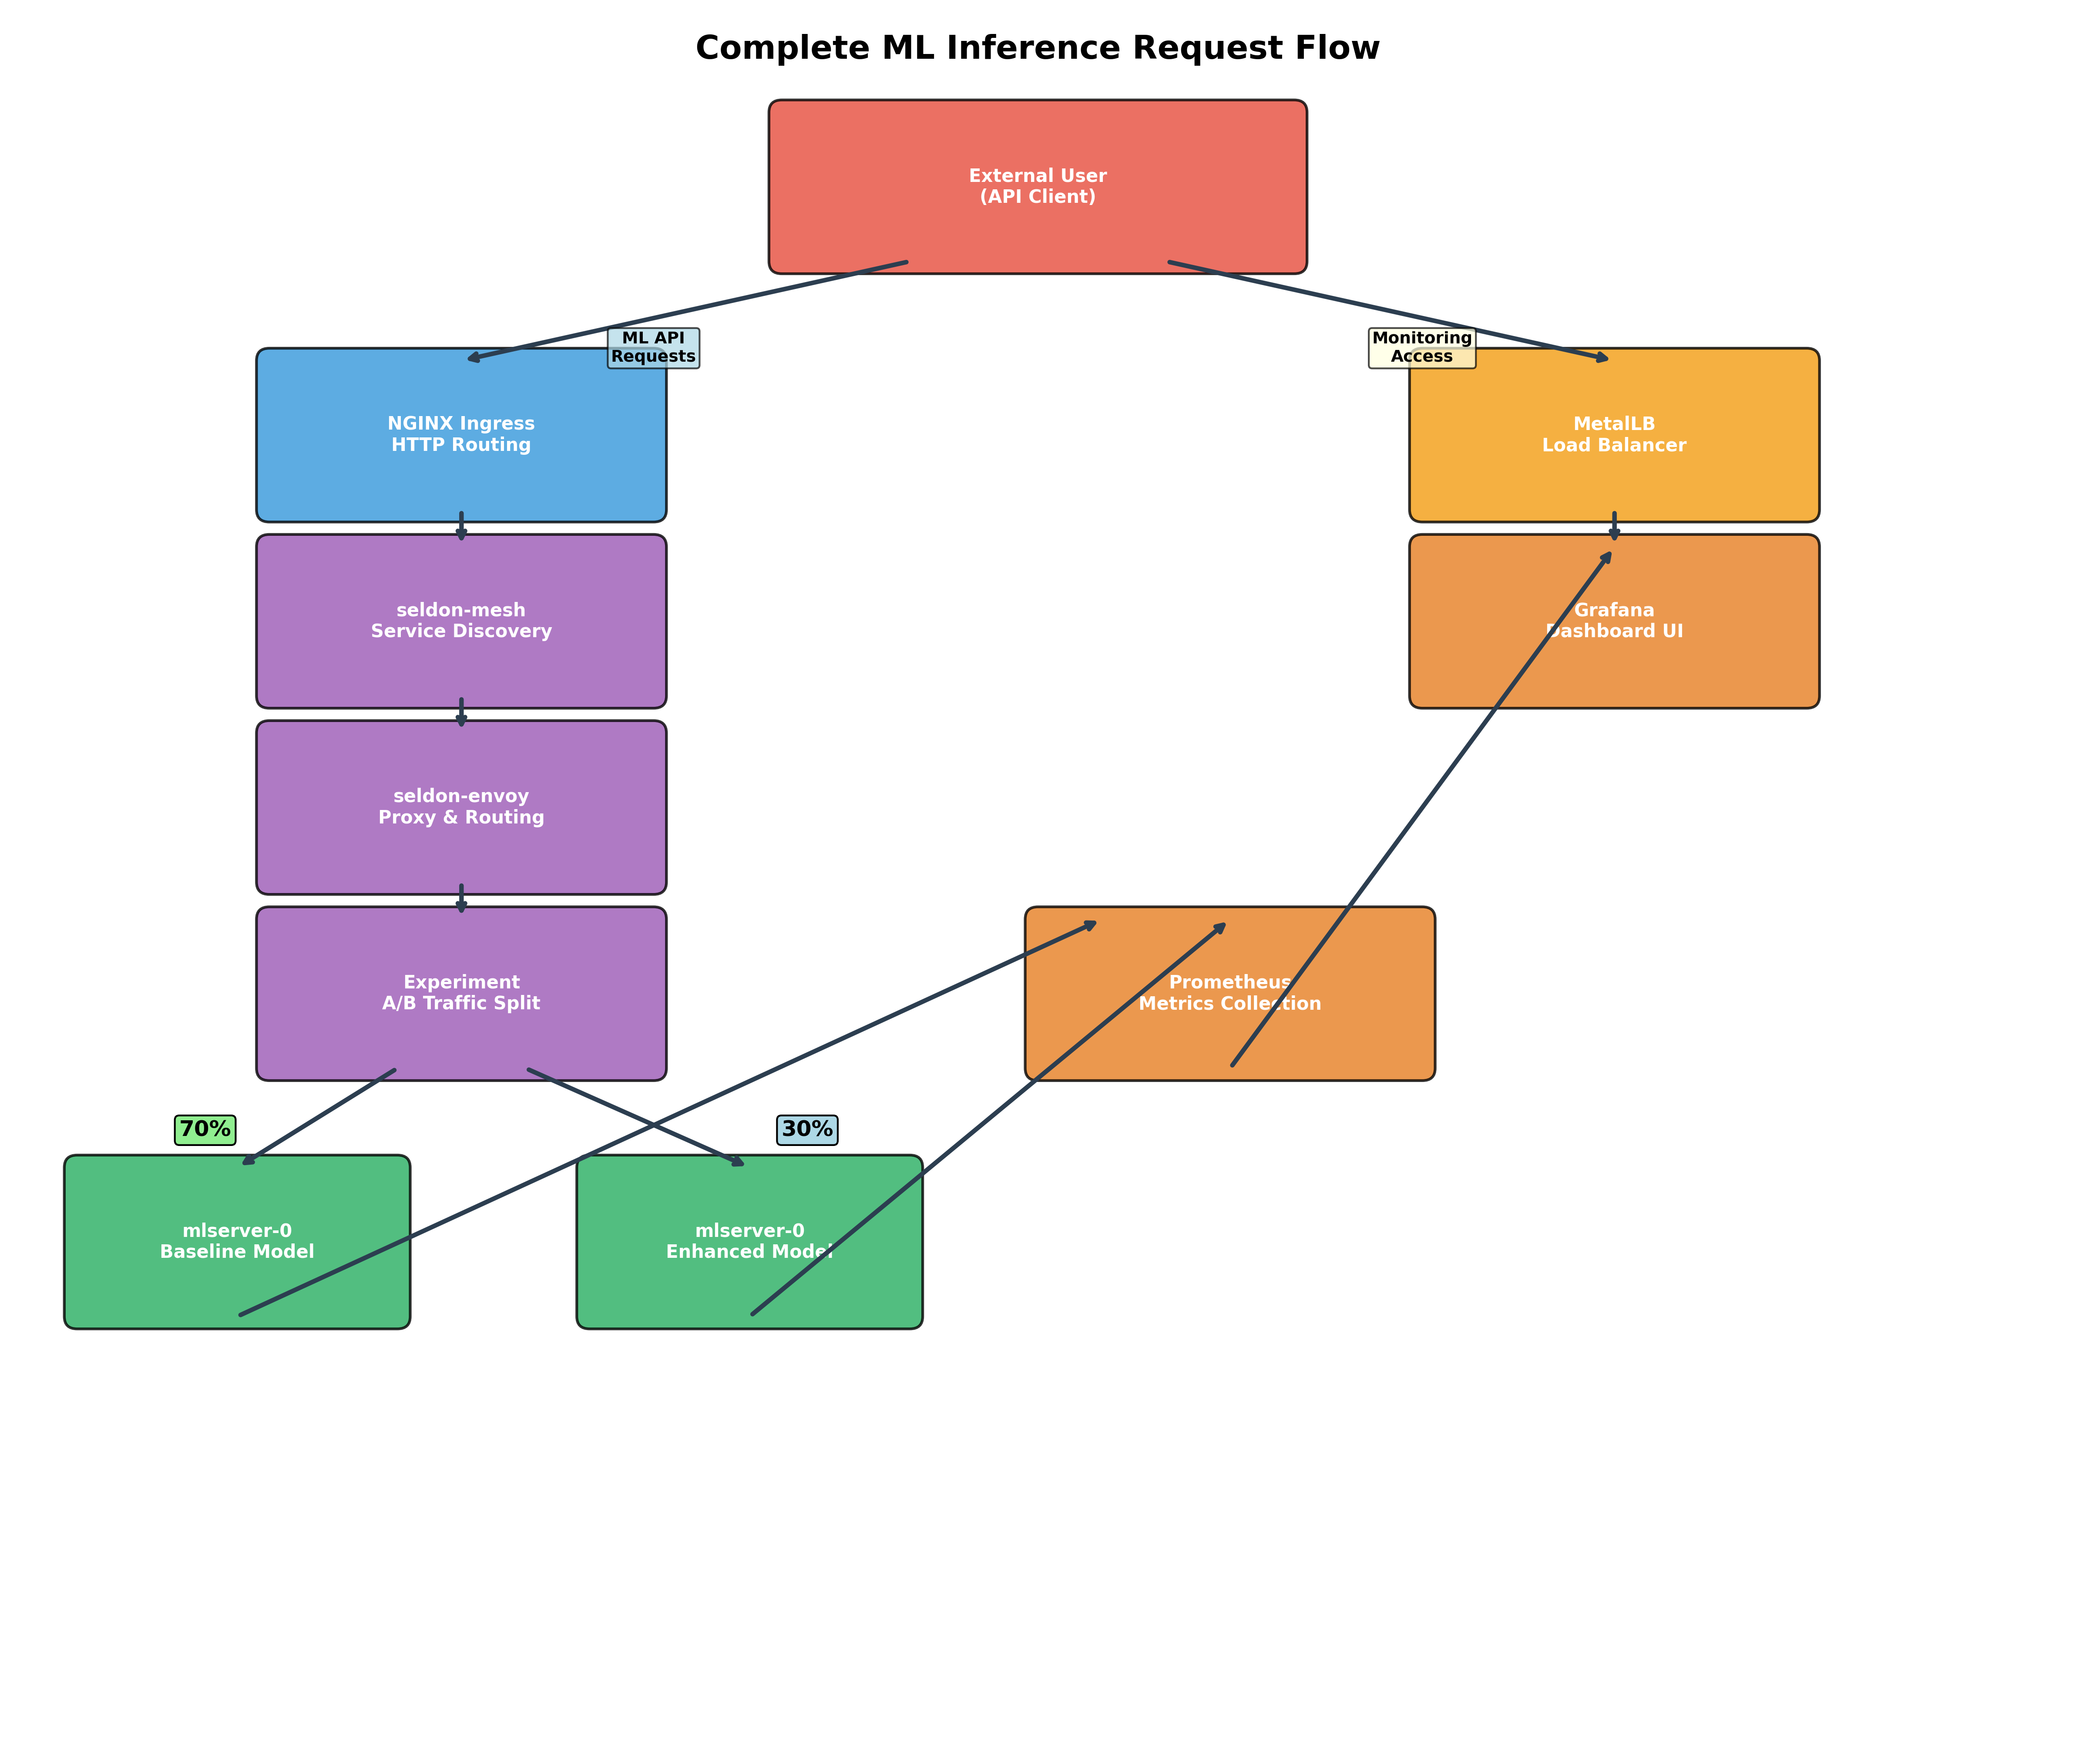 Complete ML Inference Request Flow
External User
(API Client)
ML API
Requests
Monitoring
Access
NGINX Ingress
HTTP Routing
MetalLB
Load Balancer
seldon-mesh
Service Discovery
Grafana
Dashboard UI
seldon-envoy
Proxy & Routing
Experiment
A/B Traffic Split
Prometheus
Metrics Collection
70%
30%
mlserver-0
Baseline Model
mlserver-0
Enhanced Model